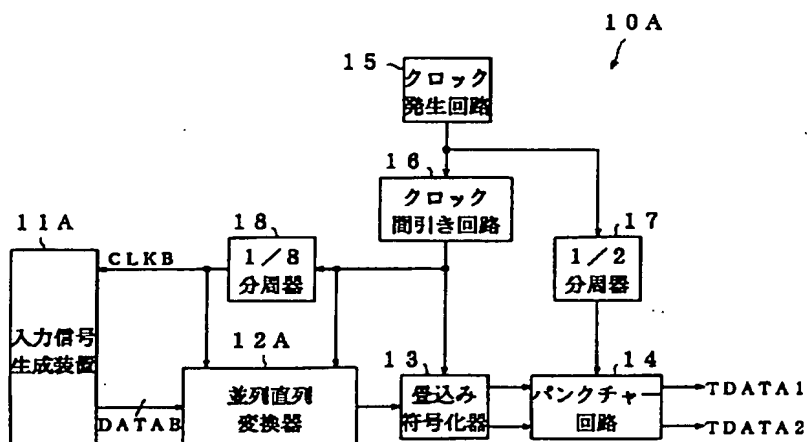 10A
15
クロック
発生回路
16
クロック
間引き回路
11A
18
17
CLKB
1/8
分周器
1/2
分周器
入力信号
生成装置
12A
13
14
並列直列
変換器
畳込み
符号化器
パンクチャー
回路
TDATA1
DATAB
TDATA2